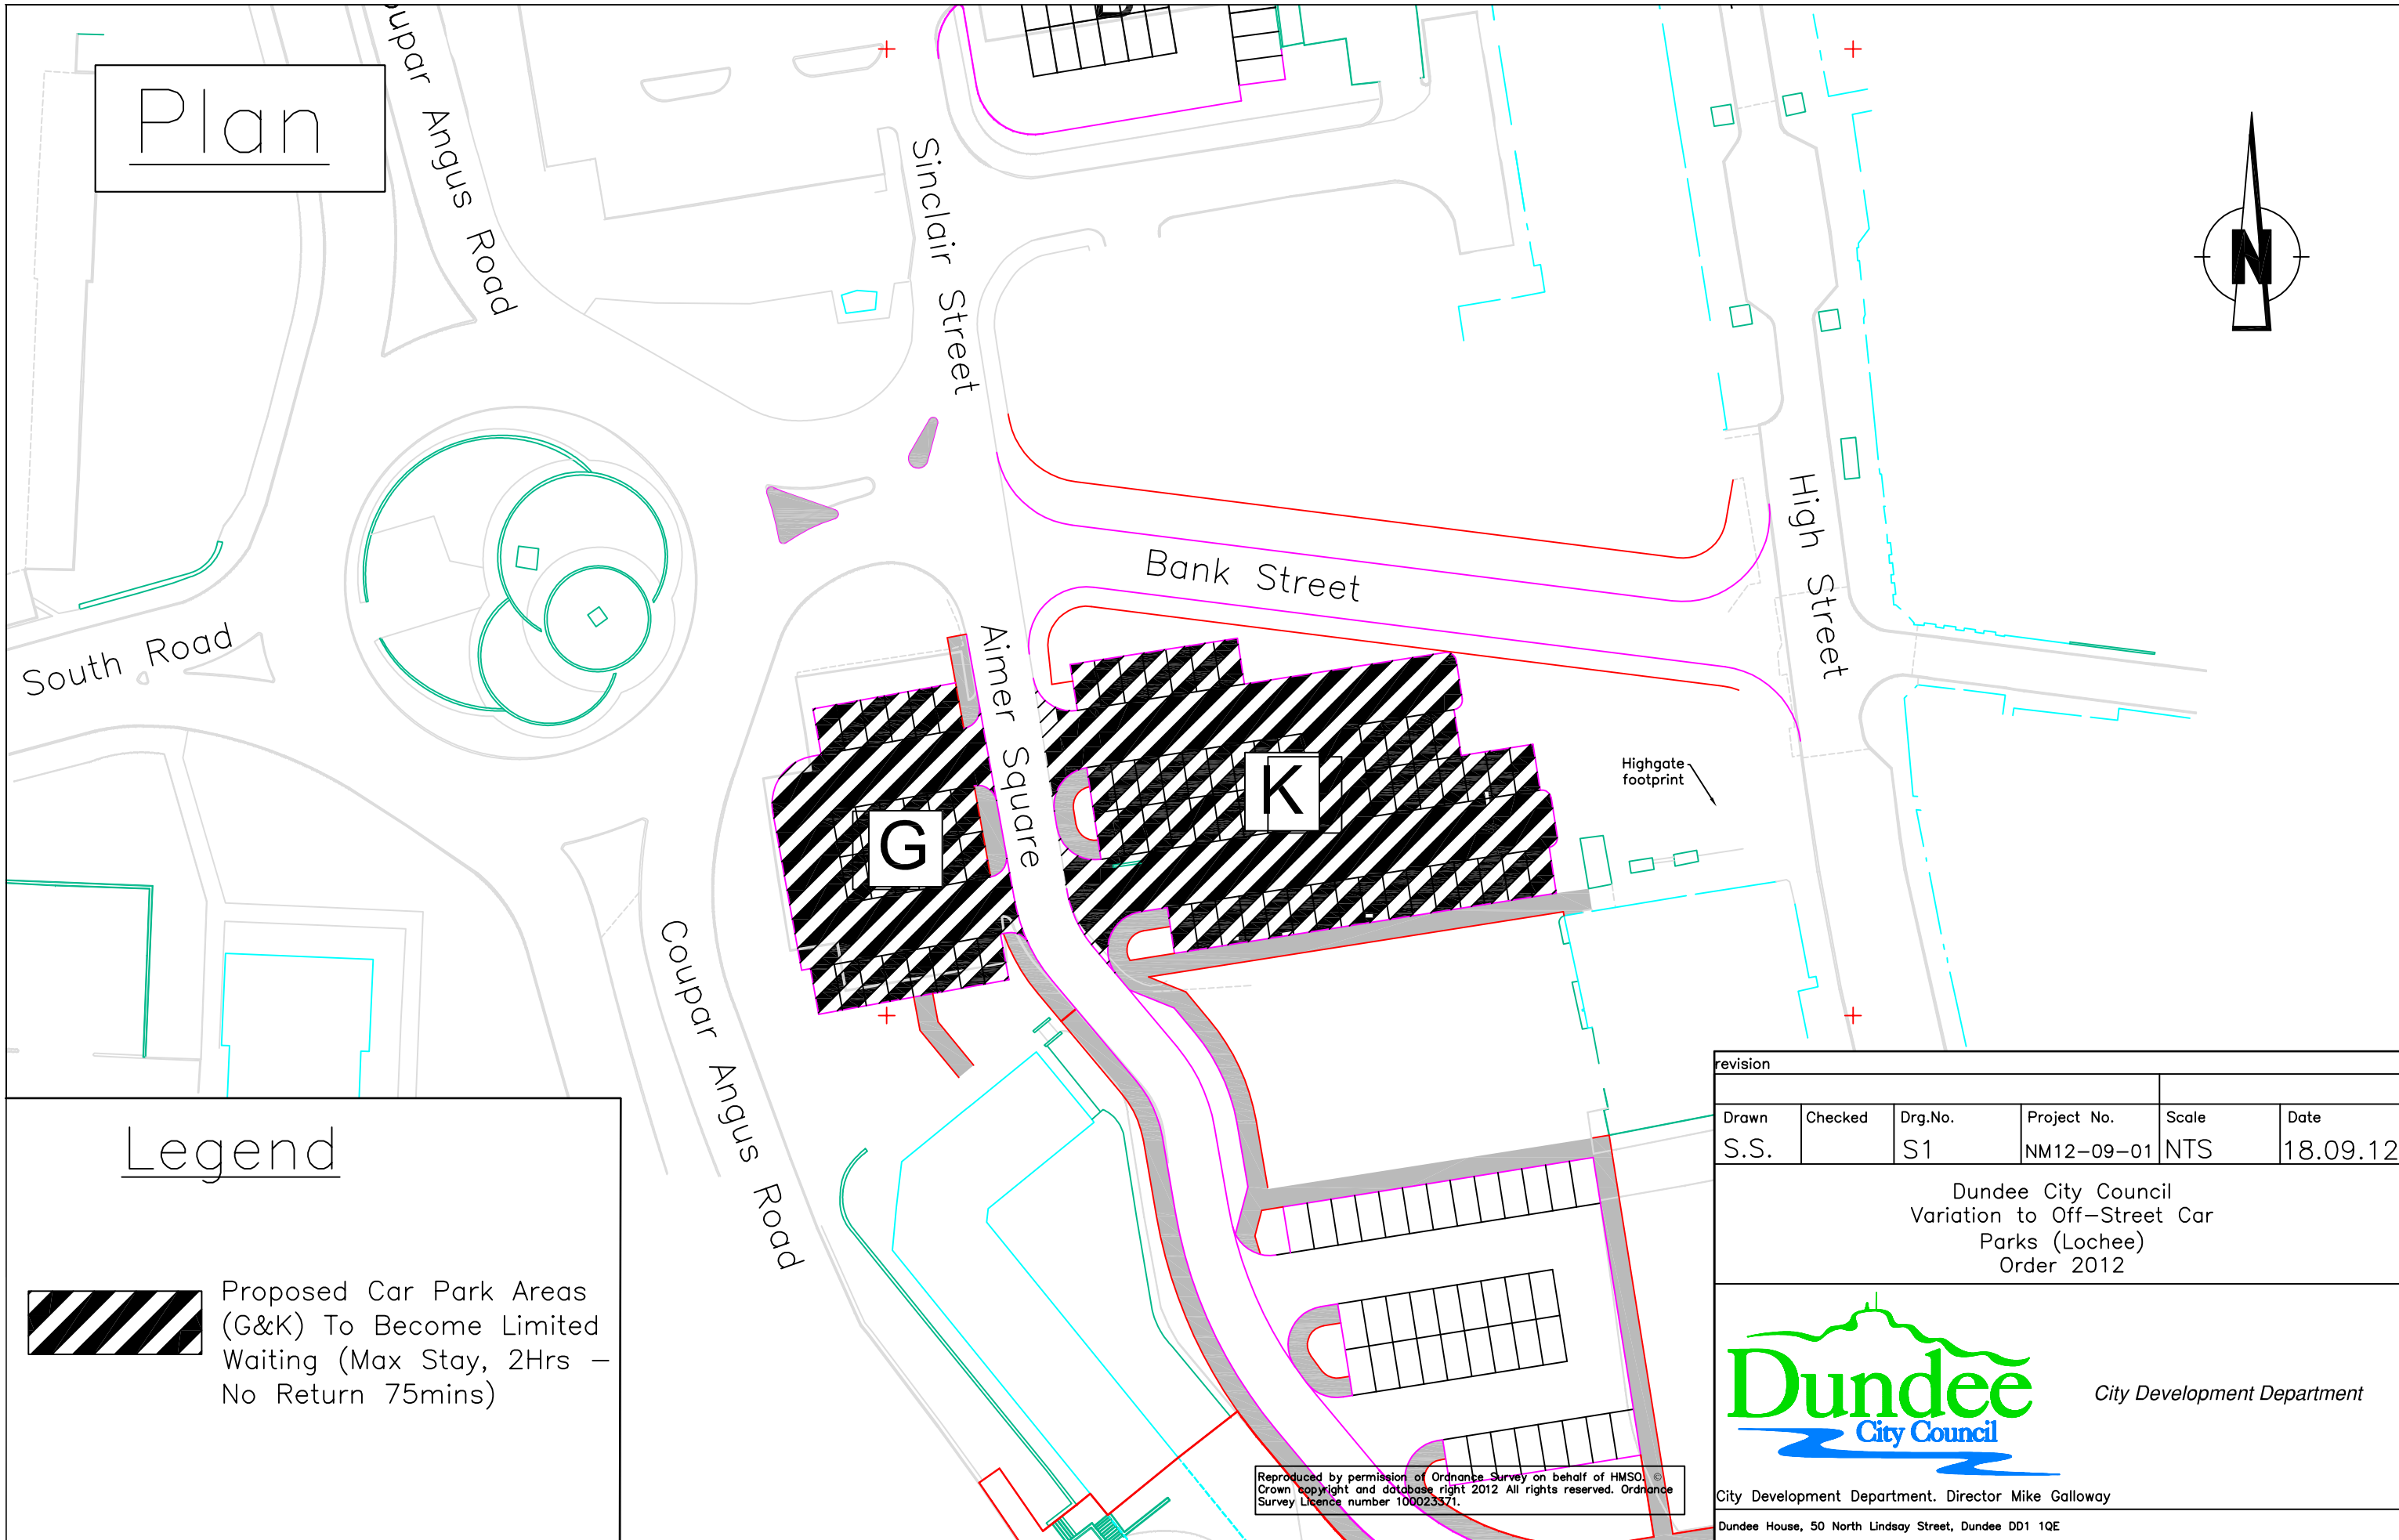 Plan
Coupar Angus Road
Sinclair Street
High Street
N
Bank Street
South Road
Aimer Square
G
K
Highgate
footprint
Coupar Angus Road
Legend
Proposed Car Park Areas
(G&K) To Become Limited
Waiting (Max Stay, 2Hrs –
No Return 75mins)
Reproduced by permission of Ordnance Survey on behalf of HMSO. ©
Crown copyright and database right 2012 All rights reserved. Ordnance
Survey Licence number 100023371.
revision
Drawn Checked Drg.No. Project No. Scale Date
S.S. S1 NM12-09-01 NTS 18.09.12
Dundee City Council
Variation to Off-Street Car
Parks (Lochee)
Order 2012
Dundee
City Council
City Development Department
City Development Department. Director Mike Galloway
Dundee House, 50 North Lindsay Street, Dundee DD1 1QE